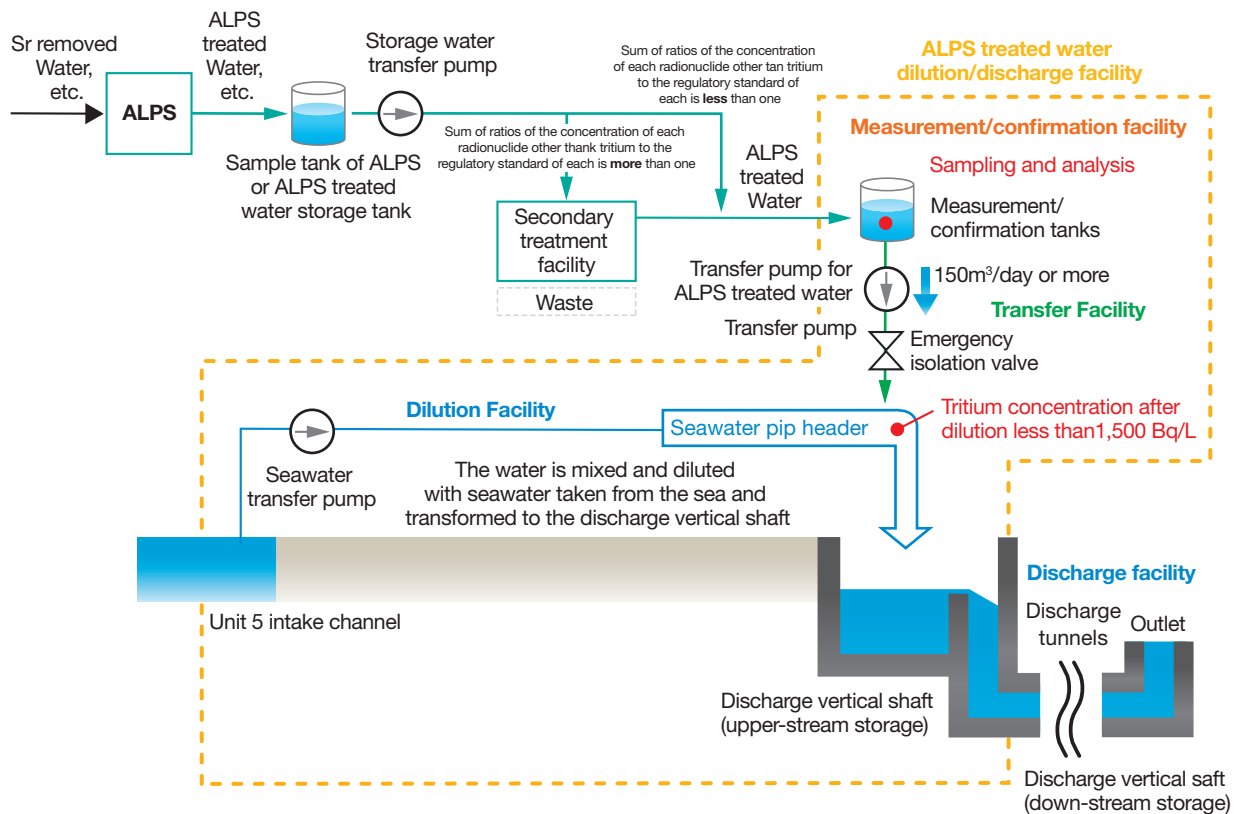 Sr removed
Water,
etc.
ALPS
ALPS
treated
Water,
etc.
Storage water
transfer pump
Sample tank of ALPS
or ALPS treated
water storage tank
Sum of ratios of the concentration
of each radionuclide other tan tritium
to the regulatory standard of
each is less than one
Sum of ratios of the concentration of each
radionuclide other thank tritium to the
regulatory standard of each is more than one
Secondary
treatment
facility
Waste
ALPS
treated
Water
ALPS treated water
dilution/discharge facility
Measurement/confirmation facility
Sampling and analysis
Measurement/
confirmation tanks
Transfer pump for
ALPS treated water
150m³/day or more
Transfer Facility
Transfer pump
Emergency
isolation valve
Dilution Facility
Seawater pip header
Tritium concentration after
dilution less than1,500 Bq/L
Seawater
transfer pump
The water is mixed and diluted
with seawater taken from the sea and
transformed to the discharge vertical shaft
Unit 5 intake channel
Discharge facility
Discharge
tunnels
Outlet
Discharge vertical shaft
(upper-stream storage)
Discharge vertical saft
(down-stream storage)